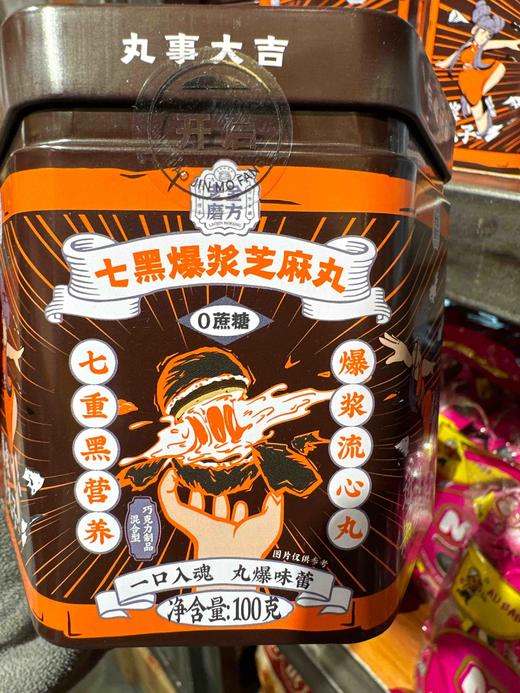 丸事大吉
开启
JIN MO FANG
磨方
七黑爆浆芝麻丸
0蔗糖
七重黑营养
爆浆流心丸
巧克力制品
混合型
图片仅供参考
一口入魂 丸爆味蕾
净含量:100克